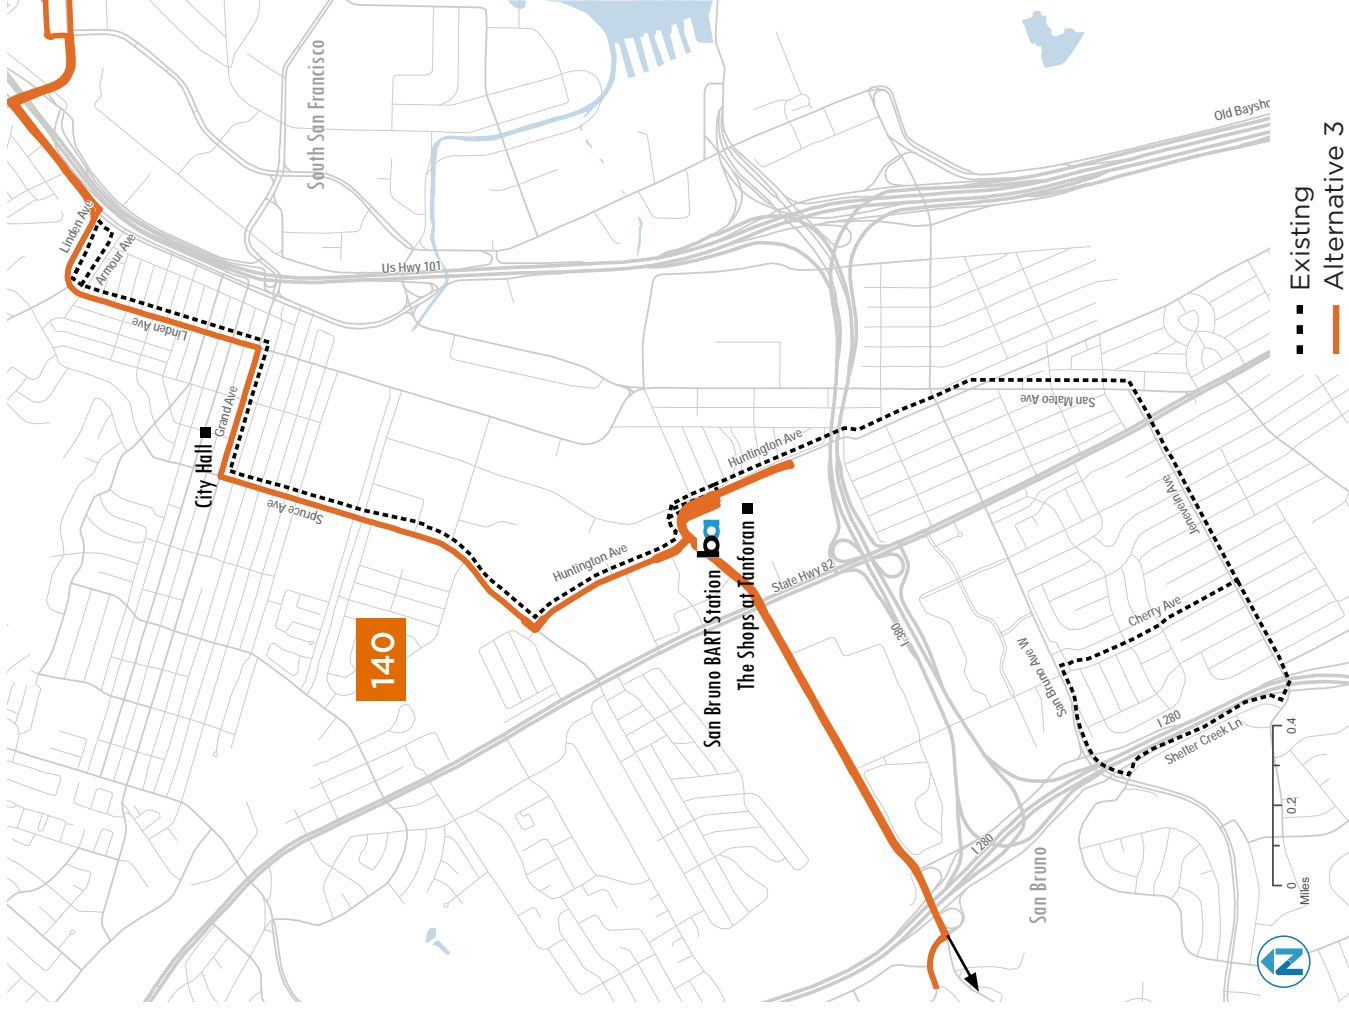 South San Francisco
Linden Ave
Armour Ave
Us Hwy 101
Linden Ave
Grand Ave
City Hall
Spruce Ave
140
Huntington Ave
Huntington Ave
ba
San Bruno BART Station
The Shops at Tanforan
State Hwy 82
I 380
San Mateo Ave
Jenevein Ave
Cherry Ave
San Bruno Ave W
I 280
Shelter Creek Ln
I 280
San Bruno
Old Baysho
Existing
Alternative 3
0 0.2 0.4
Miles
N